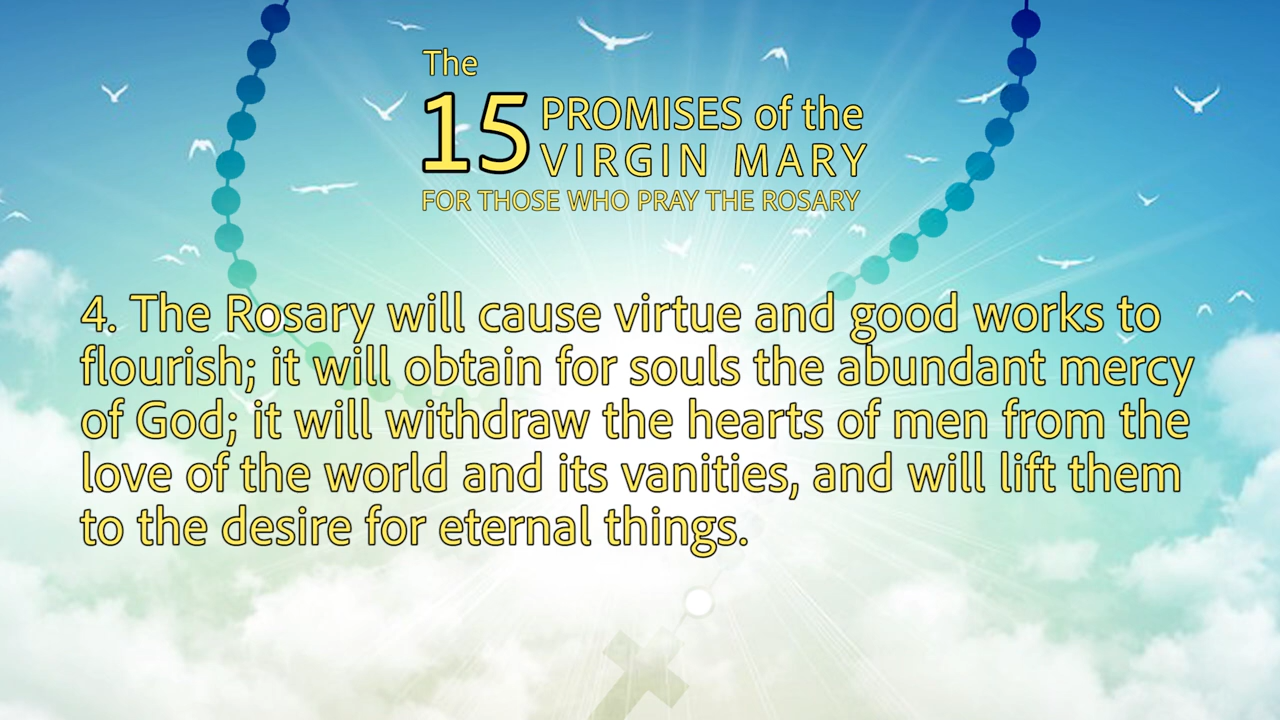 The
15 PROMISES of the
VIRGIN MARY
FOR THOSE WHO PRAY THE ROSARY
4. The Rosary will cause virtue and good works to
flourish; it will obtain for souls the abundant mercy
of God; it will withdraw the hearts of men from the
love of the world and its vanities, and will lift them
to the desire for eternal things.